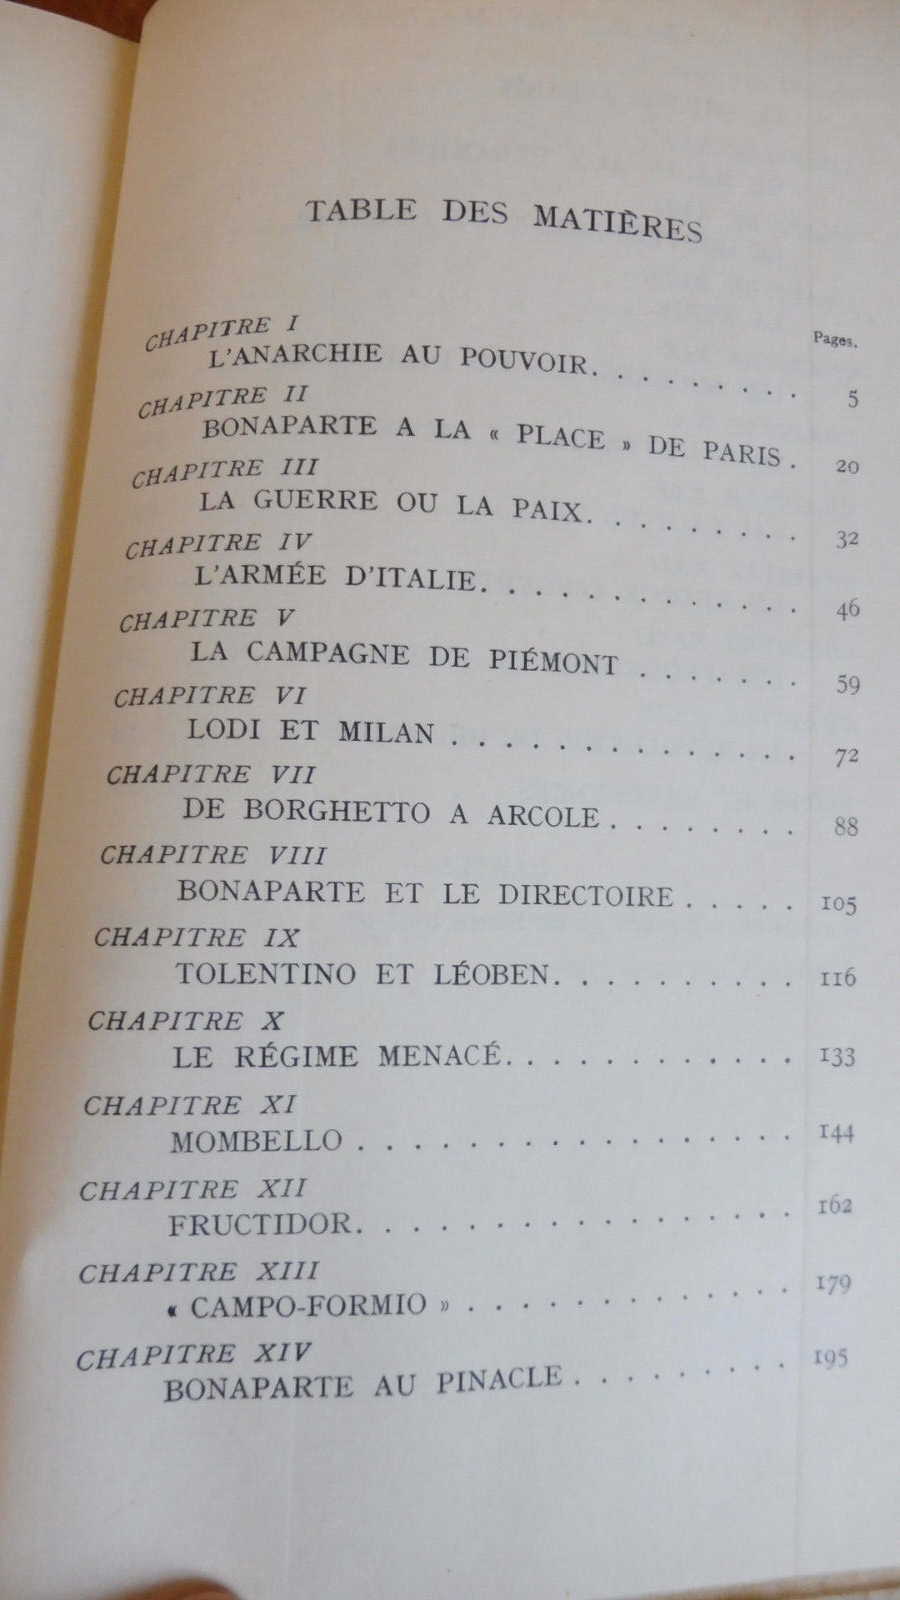 TABLE DES MATIÈRES
Pages.
CHAPITRE I
L'ANARCHIE AU POUVOIR. . . . . . . . . 5
CHAPITRE II
BONAPARTE A LA « PLACE » DE PARIS . 20
CHAPITRE III
LA GUERRE OU LA PAIX. . . . . . . . . 32
CHAPITRE IV
L'ARMÉE D'ITALIE. . . . . . . . . . . . . 46
CHAPITRE V
LA CAMPAGNE DE PIÉMONT . . . . . . . 59
CHAPITRE VI
LODI ET MILAN . . . . . . . . . . . . . . 72
CHAPITRE VII
DE BORGHETTO A ARCOLE . . . . . . . . 88
CHAPITRE VIII
BONAPARTE ET LE DIRECTOIRE . . . . . 105
CHAPITRE IX
TOLENTINO ET LÉOBEN. . . . . . . . . . 116
CHAPITRE X
LE RÉGIME MENACÉ. . . . . . . . . . . . 133
CHAPITRE XI
MOMBELLO . . . . . . . . . . . . . . . . . 144
CHAPITRE XII
FRUCTIDOR. . . . . . . . . . . . . . . . . 162
CHAPITRE XIII
« CAMPO-FORMIO » . . . . . . . . . . . . . 179
CHAPITRE XIV
BONAPARTE AU PINACLE . . . . . . . . . 195